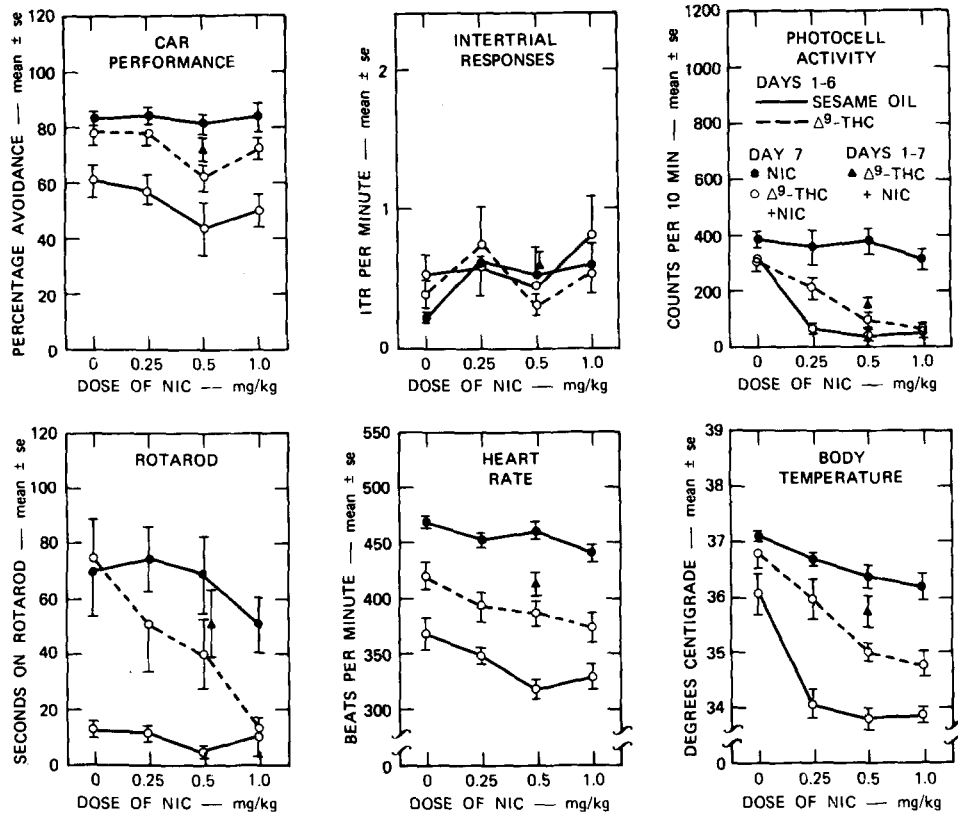 CAR
PERFORMANCE
PERCENTAGE AVOIDANCE — mean ± se
120
100
80
60
40
20
0
0 0.25 0.5 1.0
DOSE OF NIC -- mg/kg
INTERTRIAL
RESPONSES
ITR PER MINUTE — mean ± se
2
1
0
0 0.25 0.5 1.0
DOSE OF NIC — mg/kg
PHOTOCELL
ACTIVITY
DAYS 1-6
SESAME OIL
Δ⁹-THC
DAY 7 DAYS 1-7
NIC Δ⁹-THC
Δ⁹-THC + NIC
+NIC
COUNTS PER 10 MIN — mean ± se
1200
1000
800
600
400
200
0
0 0.25 0.5 1.0
DOSE OF NIC — mg/kg
ROTAROD
SECONDS ON ROTAROD — mean ± se
120
100
80
60
40
20
0
0 0.25 0.5 1.0
DOSE OF NIC — mg/kg
HEART
RATE
BEATS PER MINUTE — mean ± se
550
500
450
400
350
300
0
0 0.25 0.5 1.0
DOSE OF NIC — mg/kg
BODY
TEMPERATURE
DEGREES CENTIGRADE — mean ± se
39
38
37
36
35
34
0
0 0.25 0.5 1.0
DOSE OF NIC — mg/kg